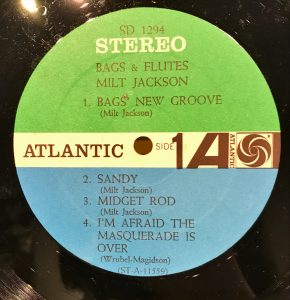 SD 1294
STEREO
BAGS & FLUTES
MILT JACKSON
1. BAGS' NEW GROOVE
(Milt Jackson)
ATLANTIC SIDE 1 A ATLANTIC
2. SANDY
(Milt Jackson)
3. MIDGET ROD
(Milt Jackson)
4. I'M AFRAID THE
MASQUERADE IS
OVER
(Wrubel-Magidson)
(ST-A-11559)